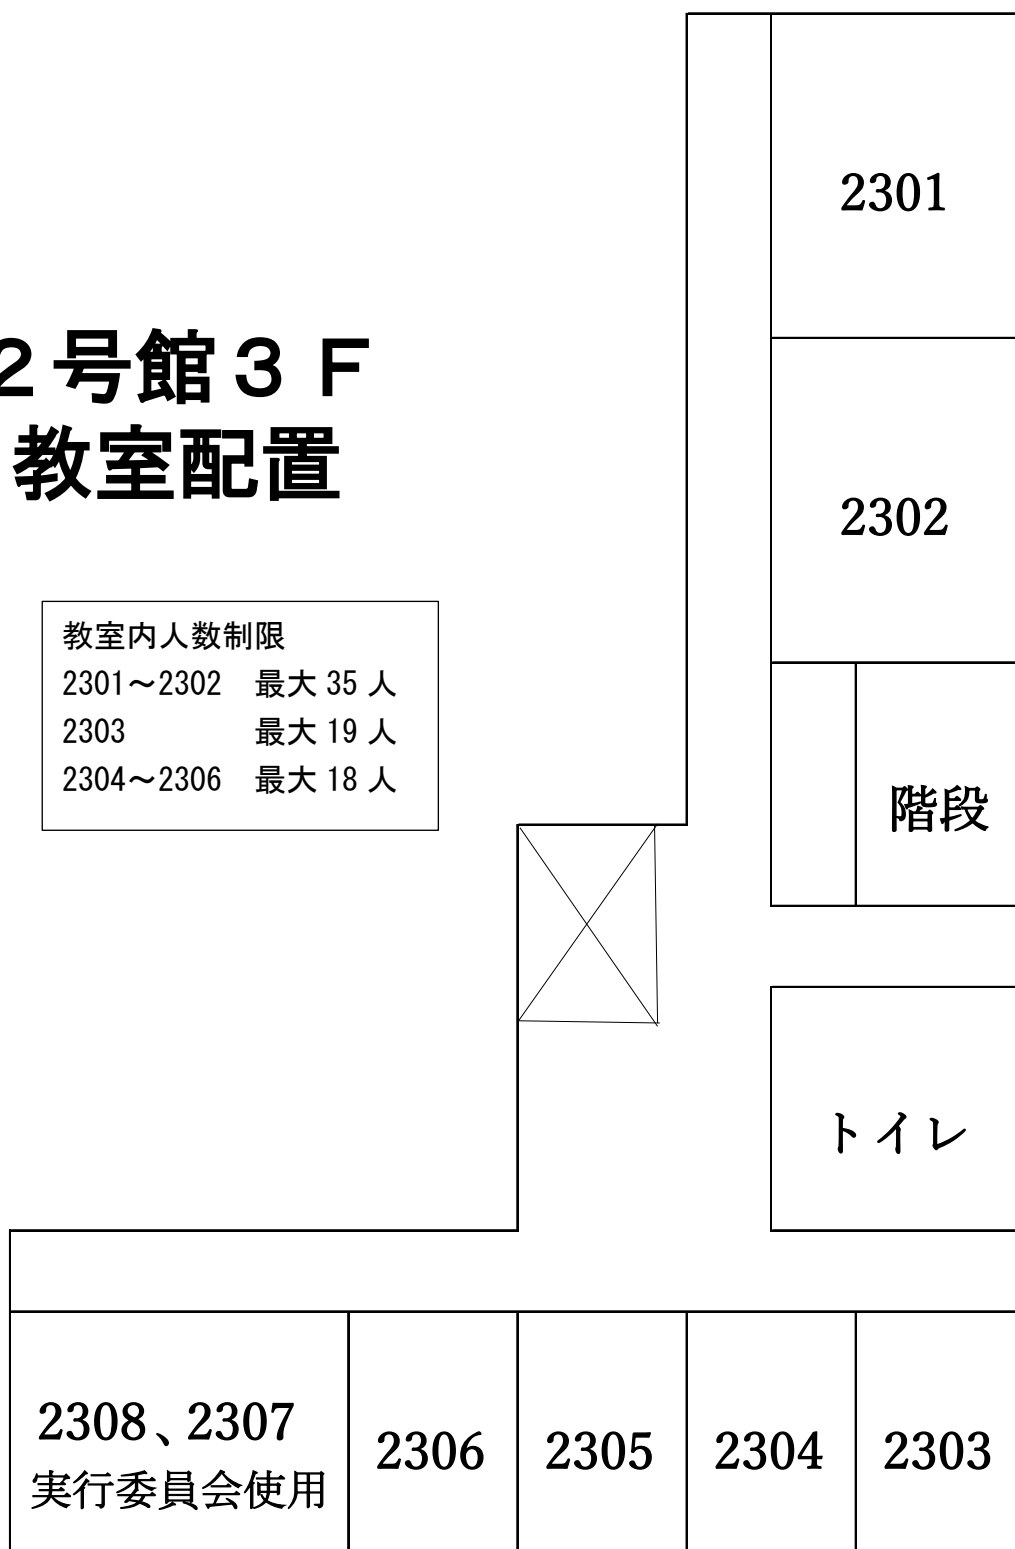 2301
２号館３Ｆ
教室配置
2302
教室内人数制限
2301～2302　最大 35 人
2303　　　　最大 19 人
2304～2306　最大 18 人
階段
トイレ
2308、2307
実行委員会使用
2306
2305
2304
2303